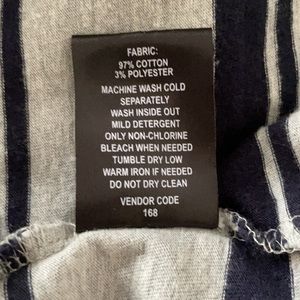 FABRIC:
97% COTTON
3% POLYESTER
MACHINE WASH COLD
SEPARATELY
WASH INSIDE OUT
MILD DETERGENT
ONLY NON-CHLORINE
BLEACH WHEN NEEDED
TUMBLE DRY LOW
WARM IRON IF NEEDED
DO NOT DRY CLEAN
VENDOR CODE
168